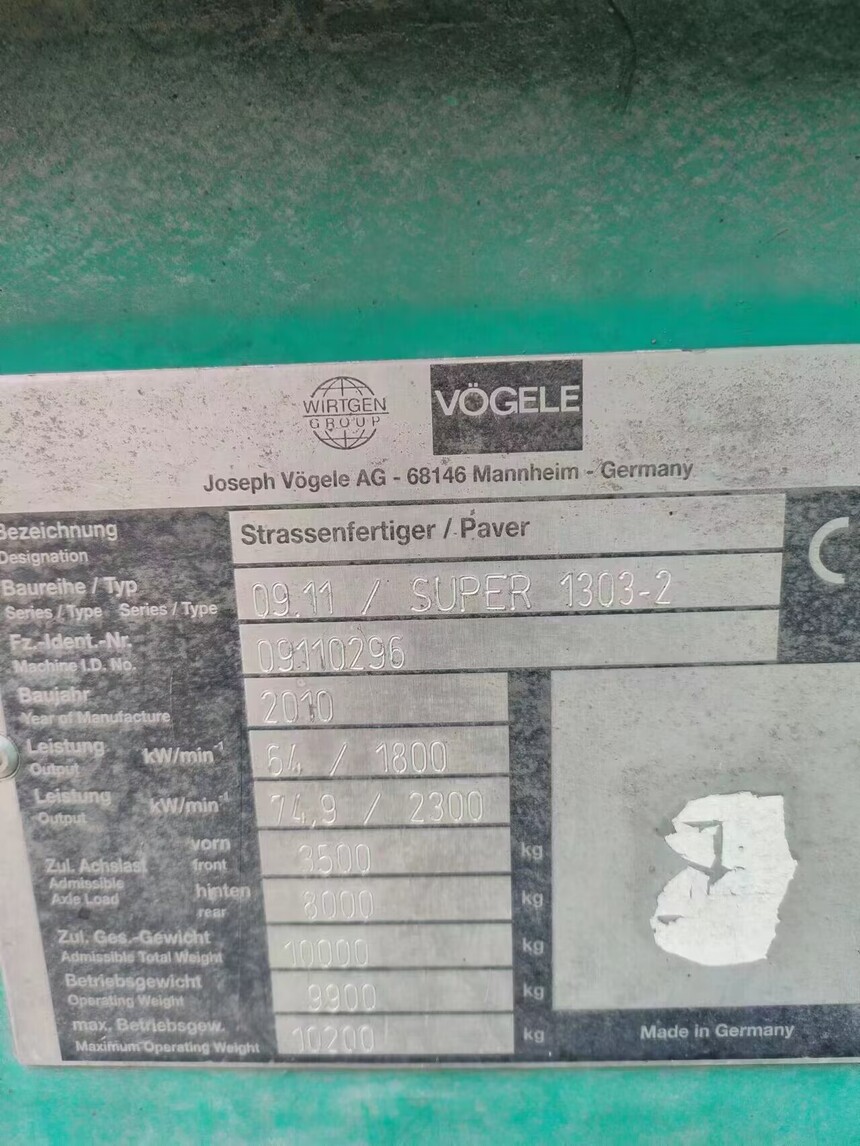 WIRTGEN
GROUP
VÖGELE
Joseph Vögele AG - 68146 Mannheim - Germany
Bezeichnung
Designation
Strassenfertiger / Paver
Baureihe / Typ
Series / Type Series / Type
09.11 / SUPER 1303-2
Fz.-Ident.-Nr.
Machine I.D. No.
09110296
Baujahr
Year of Manufacture
2010
Leistung
Output
kW/min⁻¹
64 / 1800
Leistung
Output
kW/min⁻¹
74,9 / 2300
Zul. Achslast
Admissible
Axle Load
vorn
front
3500 kg
hinten
rear
8000 kg
Zul. Ges.-Gewicht
Admissible Total Weight
10000 kg
Betriebsgewicht
Operating Weight
9900 kg
max. Betriebsgew.
Maximum Operating Weight
10200 kg
Made in Germany